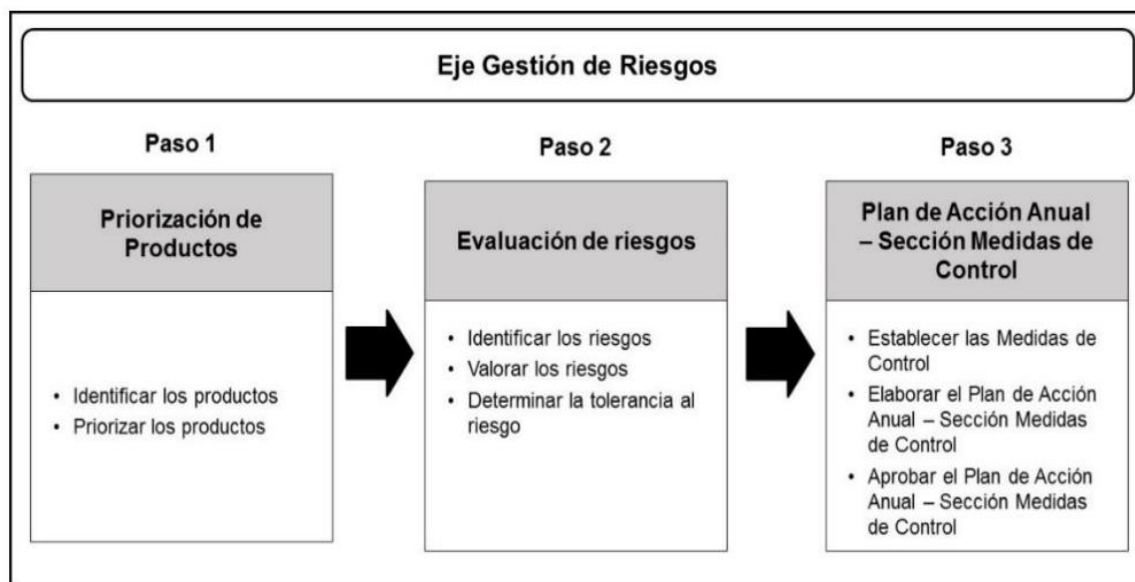 Eje Gestión de Riesgos
Paso 1
Priorización de
Productos
• Identificar los productos
• Priorizar los productos
Paso 2
Evaluación de riesgos
• Identificar los riesgos
• Valorar los riesgos
• Determinar la tolerancia al
riesgo
Paso 3
Plan de Acción Anual
– Sección Medidas de
Control
• Establecer las Medidas de
Control
• Elaborar el Plan de Acción
Anual – Sección Medidas
de Control
• Aprobar el Plan de Acción
Anual – Sección Medidas
de Control